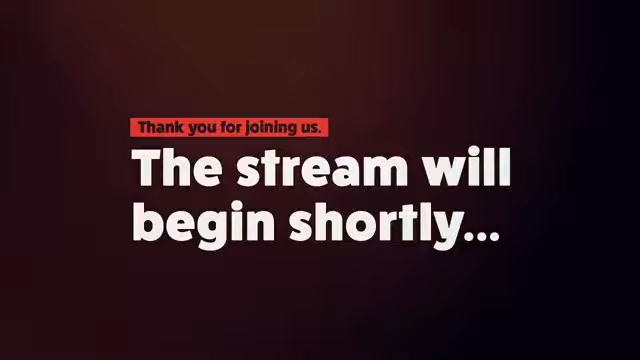 Thank you for joining us.
The stream will
begin shortly...